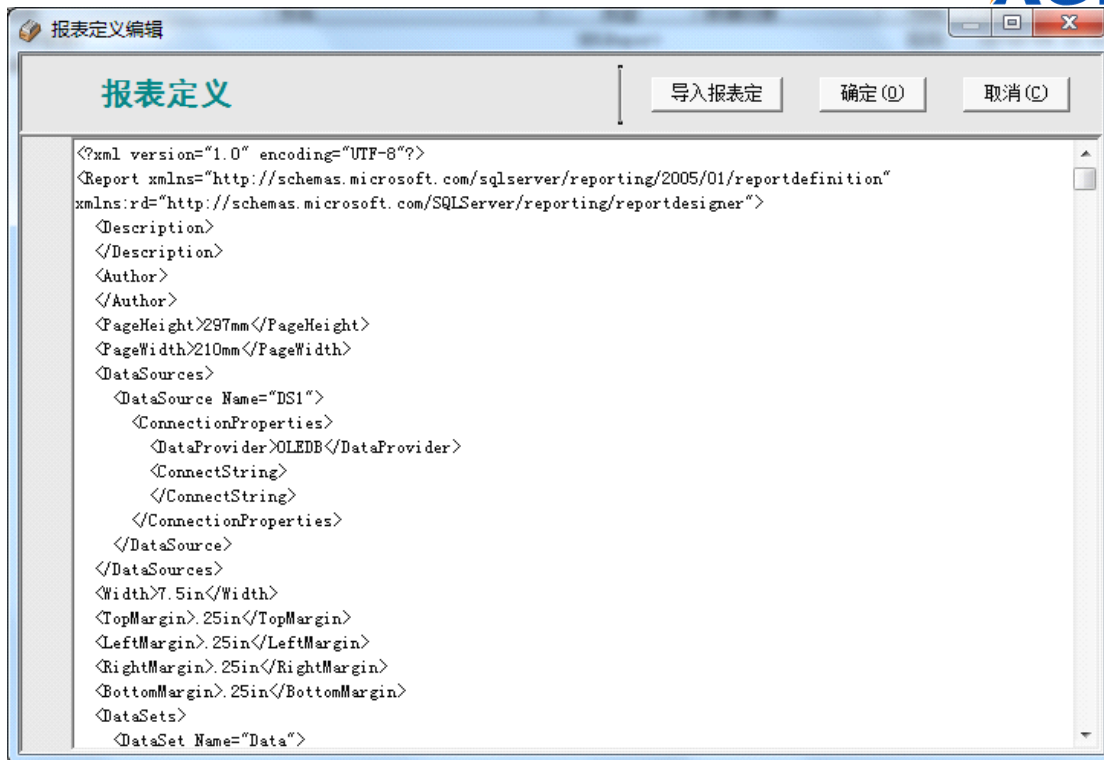 报表定义编辑
报表定义
导入报表定
确定(O)
取消(C)
<?xml version="1.0" encoding="UTF-8"?>
<Report xmlns="http://schemas.microsoft.com/sqlserver/reporting/2005/01/reportdefinition"
xmlns:rd="http://schemas.microsoft.com/SQLServer/reporting/reportdesigner">
<Description>
</Description>
<Author>
</Author>
<PageHeight>297mm</PageHeight>
<PageWidth>210mm</PageWidth>
<DataSources>
<DataSource Name="DS1">
<ConnectionProperties>
<DataProvider>OLEDB</DataProvider>
<ConnectString>
</ConnectString>
</ConnectionProperties>
</DataSource>
</DataSources>
<Width>7.5in</Width>
<TopMargin>.25in</TopMargin>
<LeftMargin>.25in</LeftMargin>
<RightMargin>.25in</RightMargin>
<BottomMargin>.25in</BottomMargin>
<DataSets>
<DataSet Name="Data">